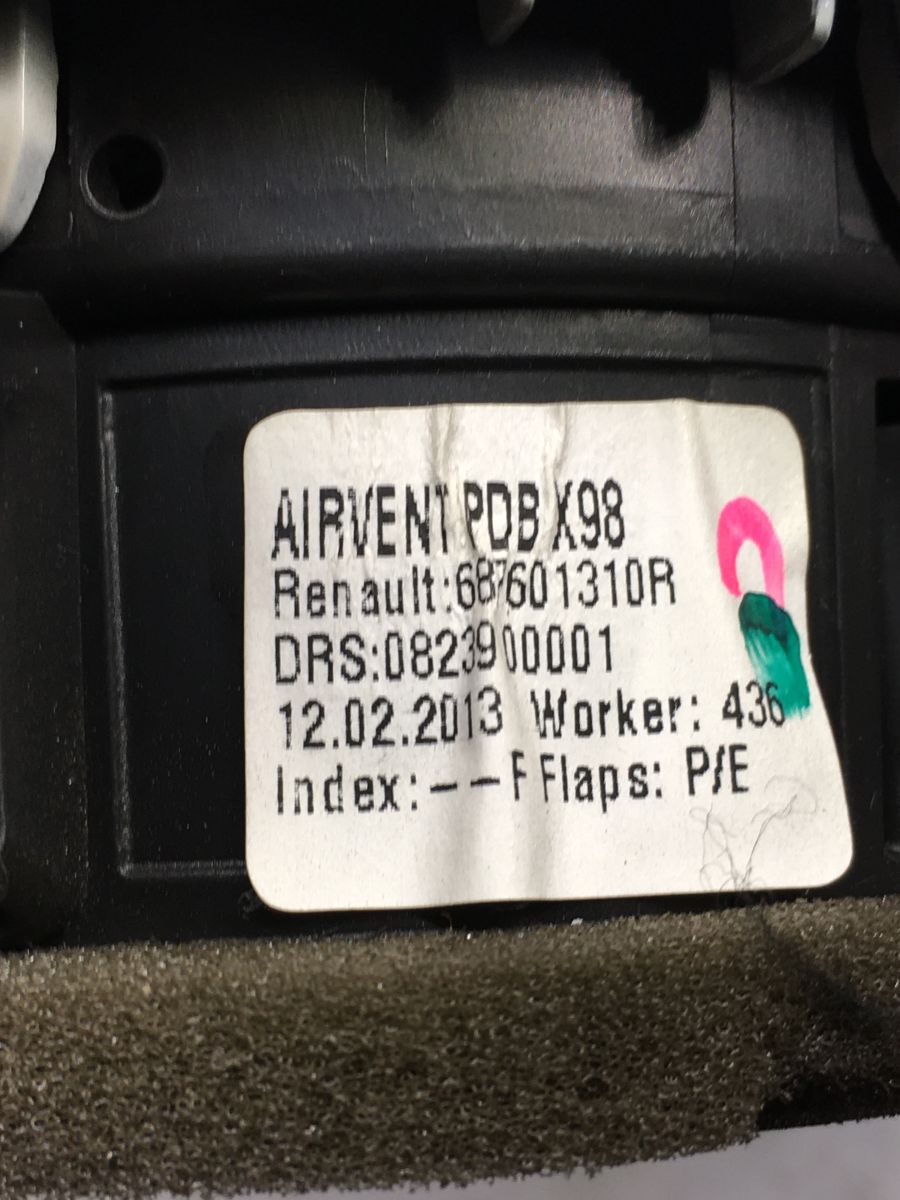 AIRVENT PDB X98
Renault:687601310R
DRS:0823900001
12.02.2013 Worker: 436
Index:--F Flaps: P/E